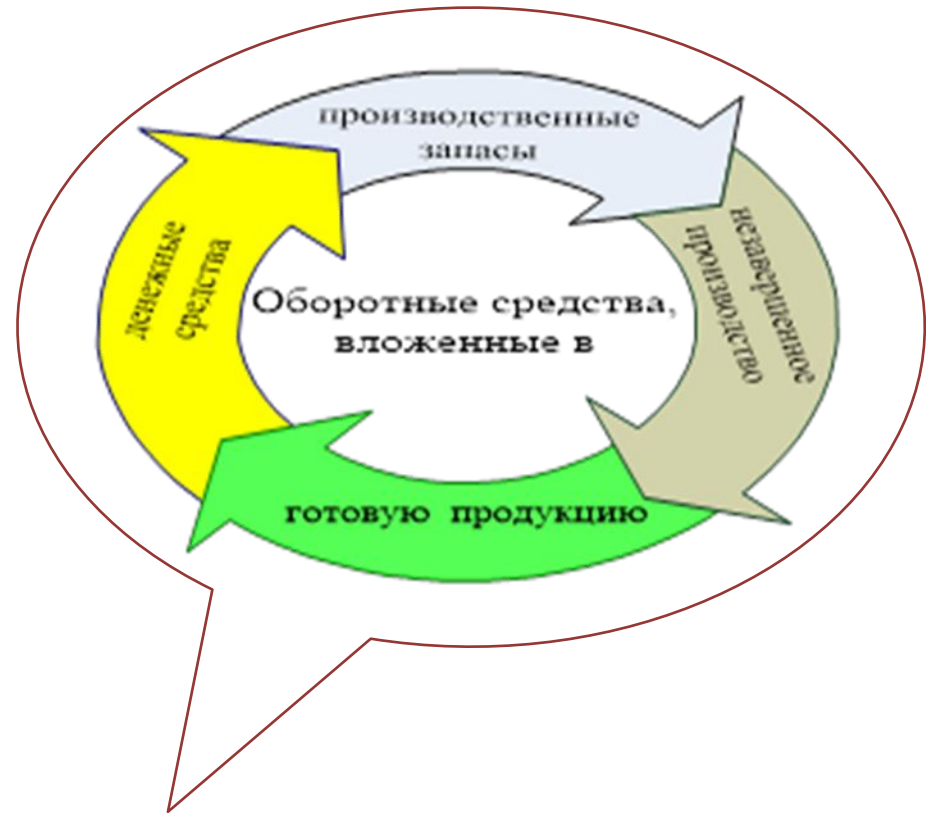 производственные
запасы
незавершенное
производство
денежные
средства
Оборотные средства,
вложенные в
готовую продукцию